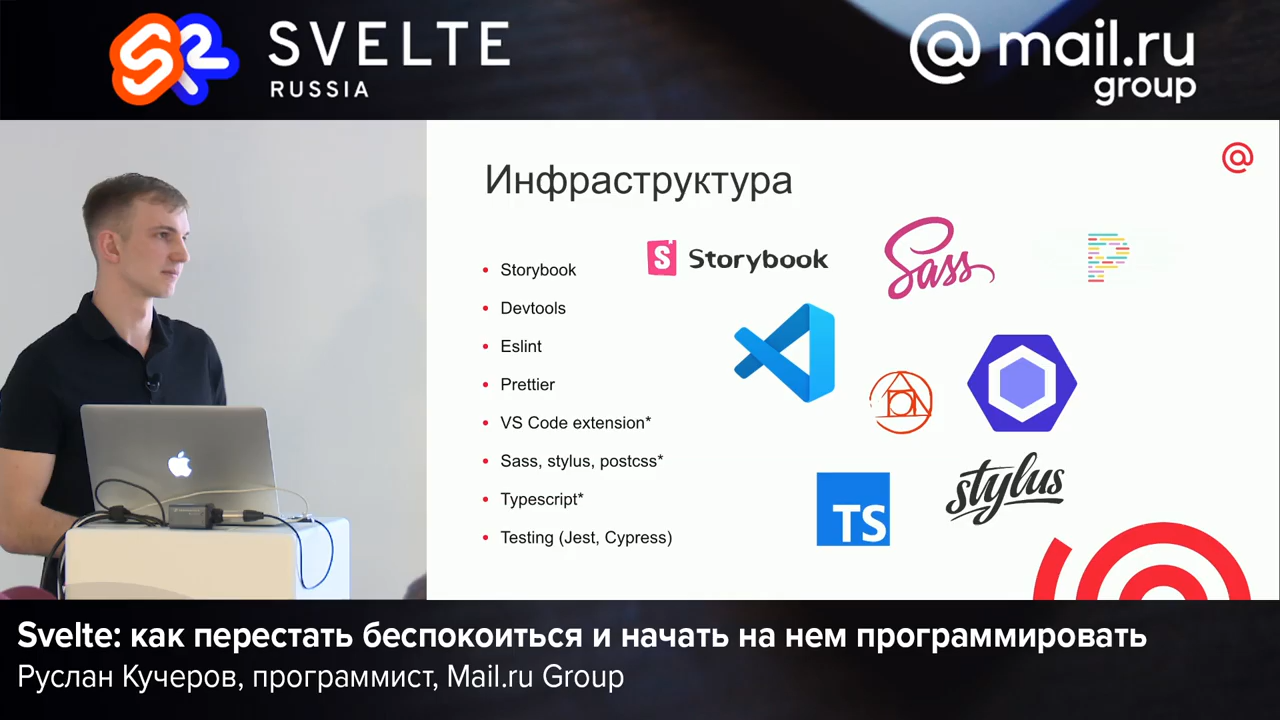 SVELTE
RUSSIA
@mail.ru
group
Инфраструктура
Storybook
Devtools
Eslint
Prettier
VS Code extension*
Sass, stylus, postcss*
Typescript*
Testing (Jest, Cypress)
S Storybook
Sass
TS
stylus
Svelte: как перестать беспокоиться и начать на нем программировать
Руслан Кучеров, программист, Mail.ru Group